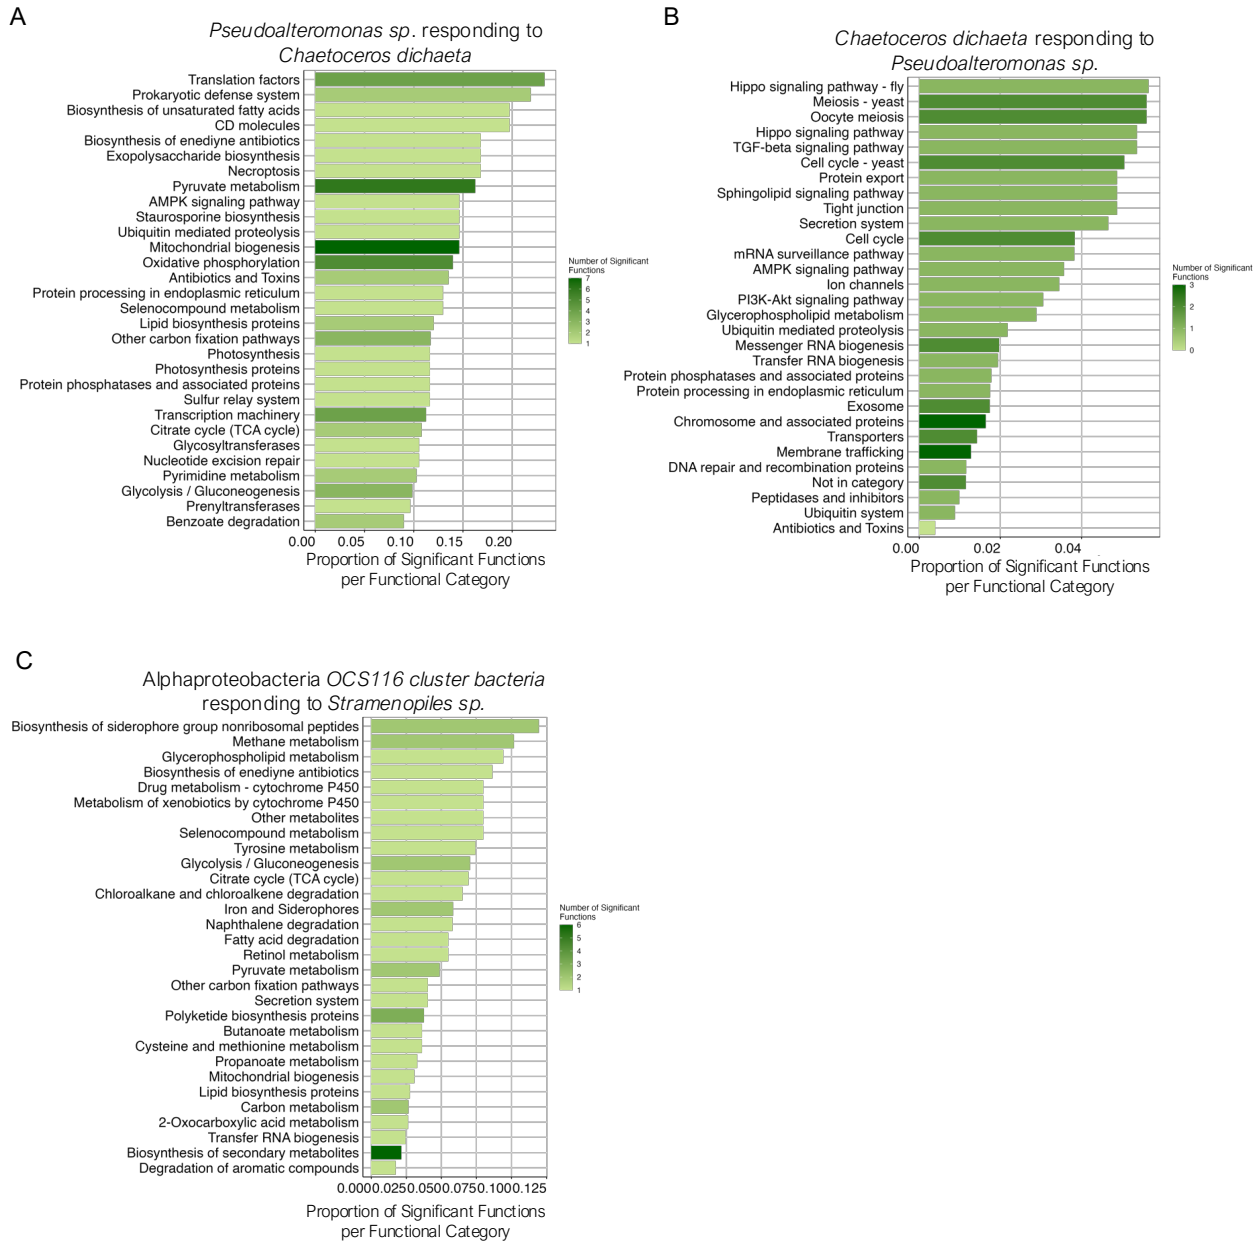 A
Pseudoalteromonas sp. responding to
Chaetoceros dichaeta
Translation factors
Prokaryotic defense system
Biosynthesis of unsaturated fatty acids
CD molecules
Biosynthesis of enediyne antibiotics
Exopolysaccharide biosynthesis
Necroptosis
Pyruvate metabolism
AMPK signaling pathway
Staurosporine biosynthesis
Ubiquitin mediated proteolysis
Mitochondrial biogenesis
Oxidative phosphorylation
Antibiotics and Toxins
Protein processing in endoplasmic reticulum
Selenocompound metabolism
Lipid biosynthesis proteins
Other carbon fixation pathways
Photosynthesis
Photosynthesis proteins
Protein phosphatases and associated proteins
Sulfur relay system
Transcription machinery
Citrate cycle (TCA cycle)
Glycosyltransferases
Nucleotide excision repair
Pyrimidine metabolism
Glycolysis / Gluconeogenesis
Prenyltransferases
Benzoate degradation
0.00 0.05 0.10 0.15 0.20
Proportion of Significant Functions
per Functional Category
Number of Significant
Functions
7
6
5
4
3
2
1
B
Chaetoceros dichaeta responding to
Pseudoalteromonas sp.
Hippo signaling pathway - fly
Meiosis - yeast
Oocyte meiosis
Hippo signaling pathway
TGF-beta signaling pathway
Cell cycle - yeast
Protein export
Sphingolipid signaling pathway
Tight junction
Secretion system
Cell cycle
mRNA surveillance pathway
AMPK signaling pathway
Ion channels
PI3K-Akt signaling pathway
Glycerophospholipid metabolism
Ubiquitin mediated proteolysis
Messenger RNA biogenesis
Transfer RNA biogenesis
Protein phosphatases and associated proteins
Protein processing in endoplasmic reticulum
Exosome
Chromosome and associated proteins
Transporters
Membrane trafficking
DNA repair and recombination proteins
Not in category
Peptidases and inhibitors
Ubiquitin system
Antibiotics and Toxins
0.00 0.02 0.04
Proportion of Significant Functions
per Functional Category
Number of Significant
Functions
3
2
1
0
C
Alphaproteobacteria OCS116 cluster bacteria
responding to Stramenopiles sp.
Biosynthesis of siderophore group nonribosomal peptides
Methane metabolism
Glycerophospholipid metabolism
Biosynthesis of enediyne antibiotics
Drug metabolism - cytochrome P450
Metabolism of xenobiotics by cytochrome P450
Other metabolites
Selenocompound metabolism
Tyrosine metabolism
Glycolysis / Gluconeogenesis
Citrate cycle (TCA cycle)
Chloroalkane and chloroalkene degradation
Iron and Siderophores
Naphthalene degradation
Fatty acid degradation
Retinol metabolism
Pyruvate metabolism
Other carbon fixation pathways
Secretion system
Polyketide biosynthesis proteins
Butanoate metabolism
Cysteine and methionine metabolism
Propanoate metabolism
Mitochondrial biogenesis
Lipid biosynthesis proteins
Carbon metabolism
2-Oxocarboxylic acid metabolism
Transfer RNA biogenesis
Biosynthesis of secondary metabolites
Degradation of aromatic compounds
0.0000.0250.0500.0750.1000.125
Proportion of Significant Functions
per Functional Category
Number of Significant
Functions
6
5
4
3
2
1